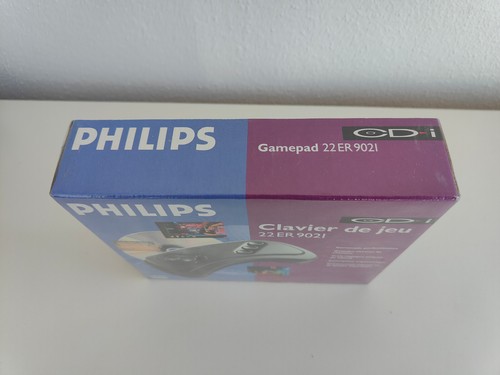 PHILIPS
Gamepad 22ER9021
CD-i
PHILIPS
CD-i
Clavier de jeu
22ER9021